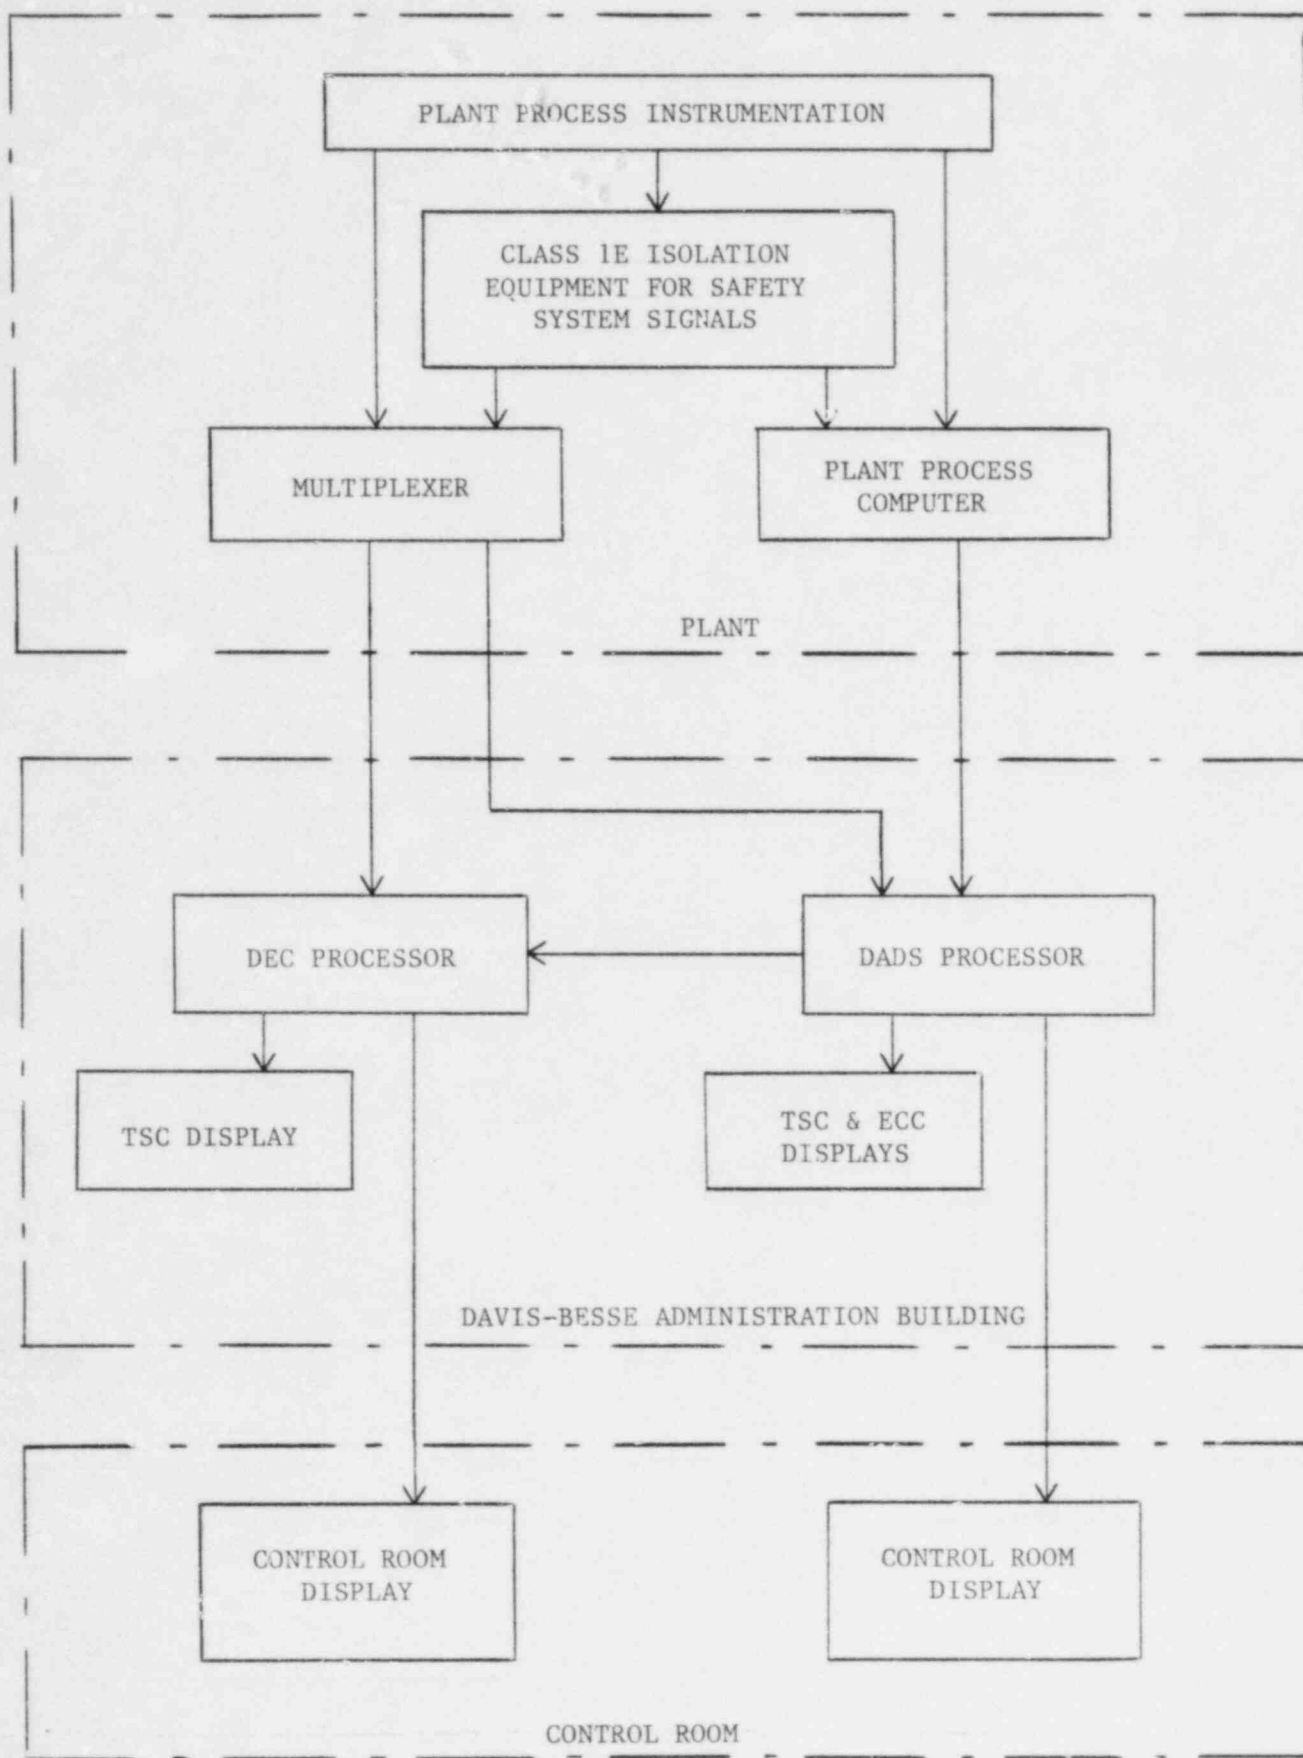 PLANT PROCESS INSTRUMENTATION
CLASS 1E ISOLATION
EQUIPMENT FOR SAFETY
SYSTEM SIGNALS
MULTIPLEXER
PLANT PROCESS
COMPUTER
PLANT
DEC PROCESSOR
DADS PROCESSOR
TSC DISPLAY
TSC & ECC
DISPLAYS
DAVIS-BESSE ADMINISTRATION BUILDING
CONTROL ROOM
DISPLAY
CONTROL ROOM
DISPLAY
CONTROL ROOM